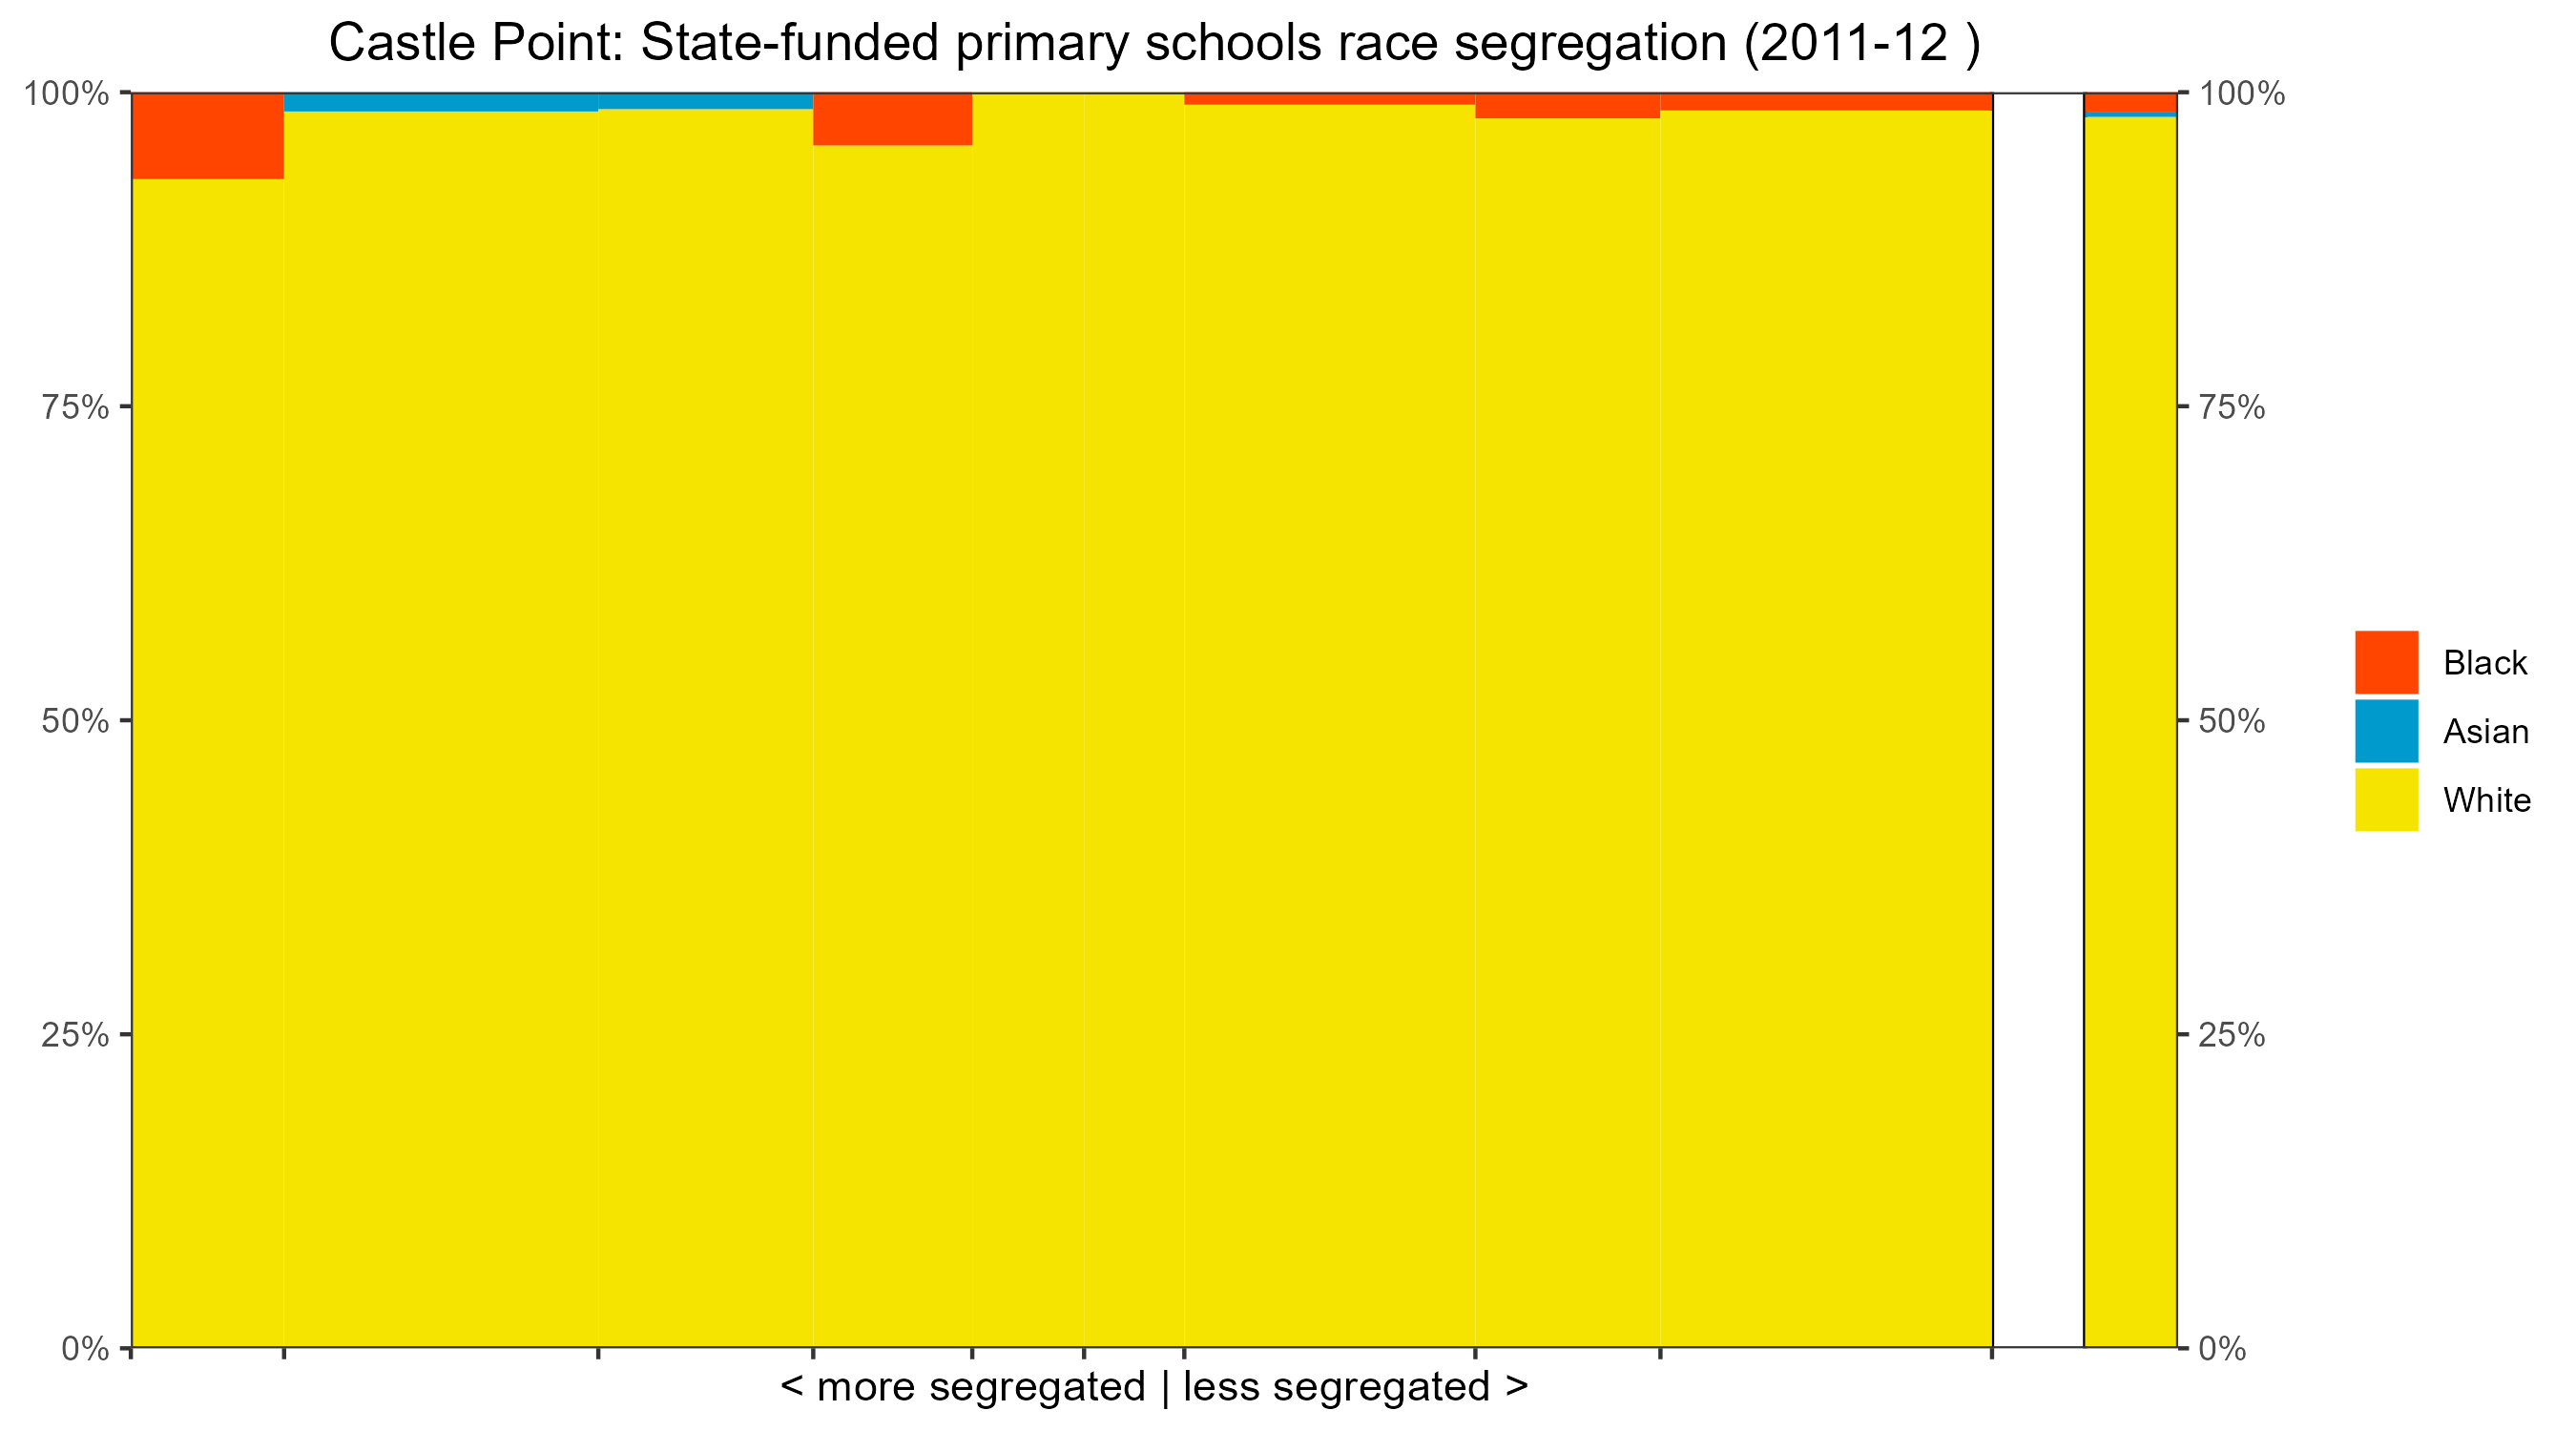 Castle Point: State-funded primary schools race segregation (2011-12 )
100%
75%
50%
25%
0%
100%
75%
50%
25%
0%
Black
Asian
White
< more segregated | less segregated >